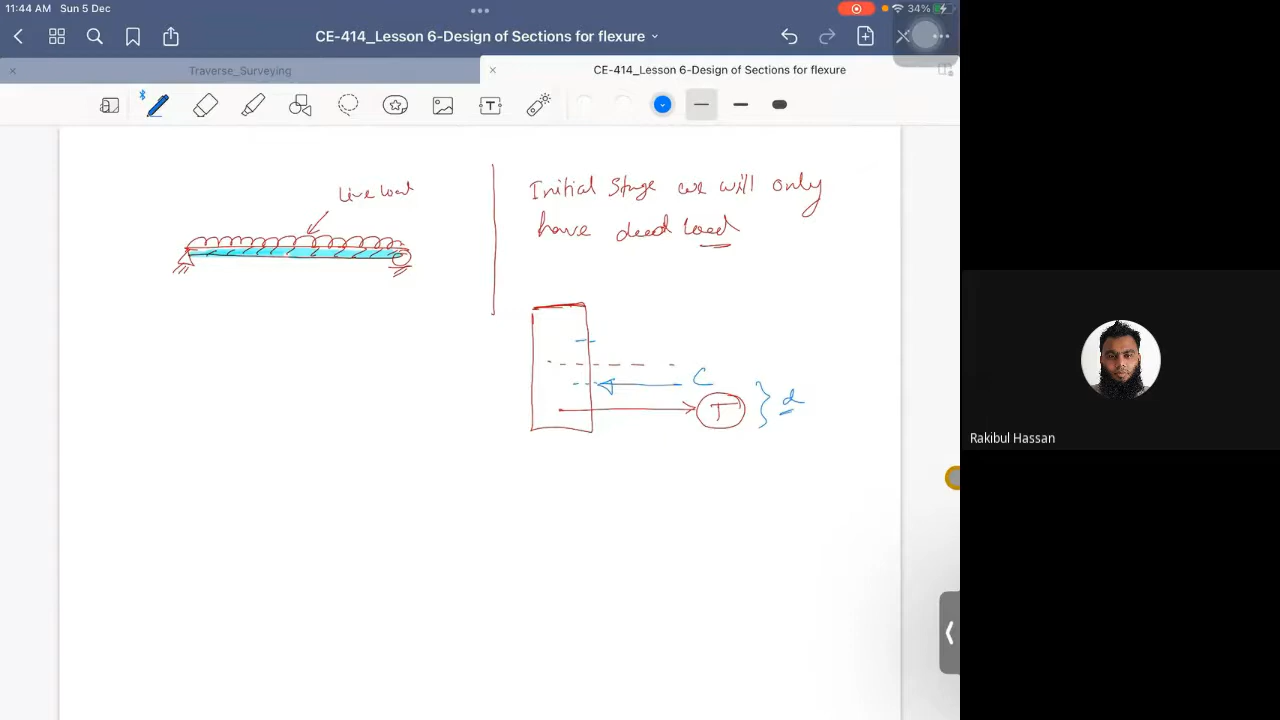 11:44 AM Sun 5 Dec
34%
CE-414_Lesson 6-Design of Sections for flexure
Traverse_Surveying
CE-414_Lesson 6-Design of Sections for flexure
T
Live load
Initial Stage we will only
have dead load
C
T
d
Rakibul Hassan